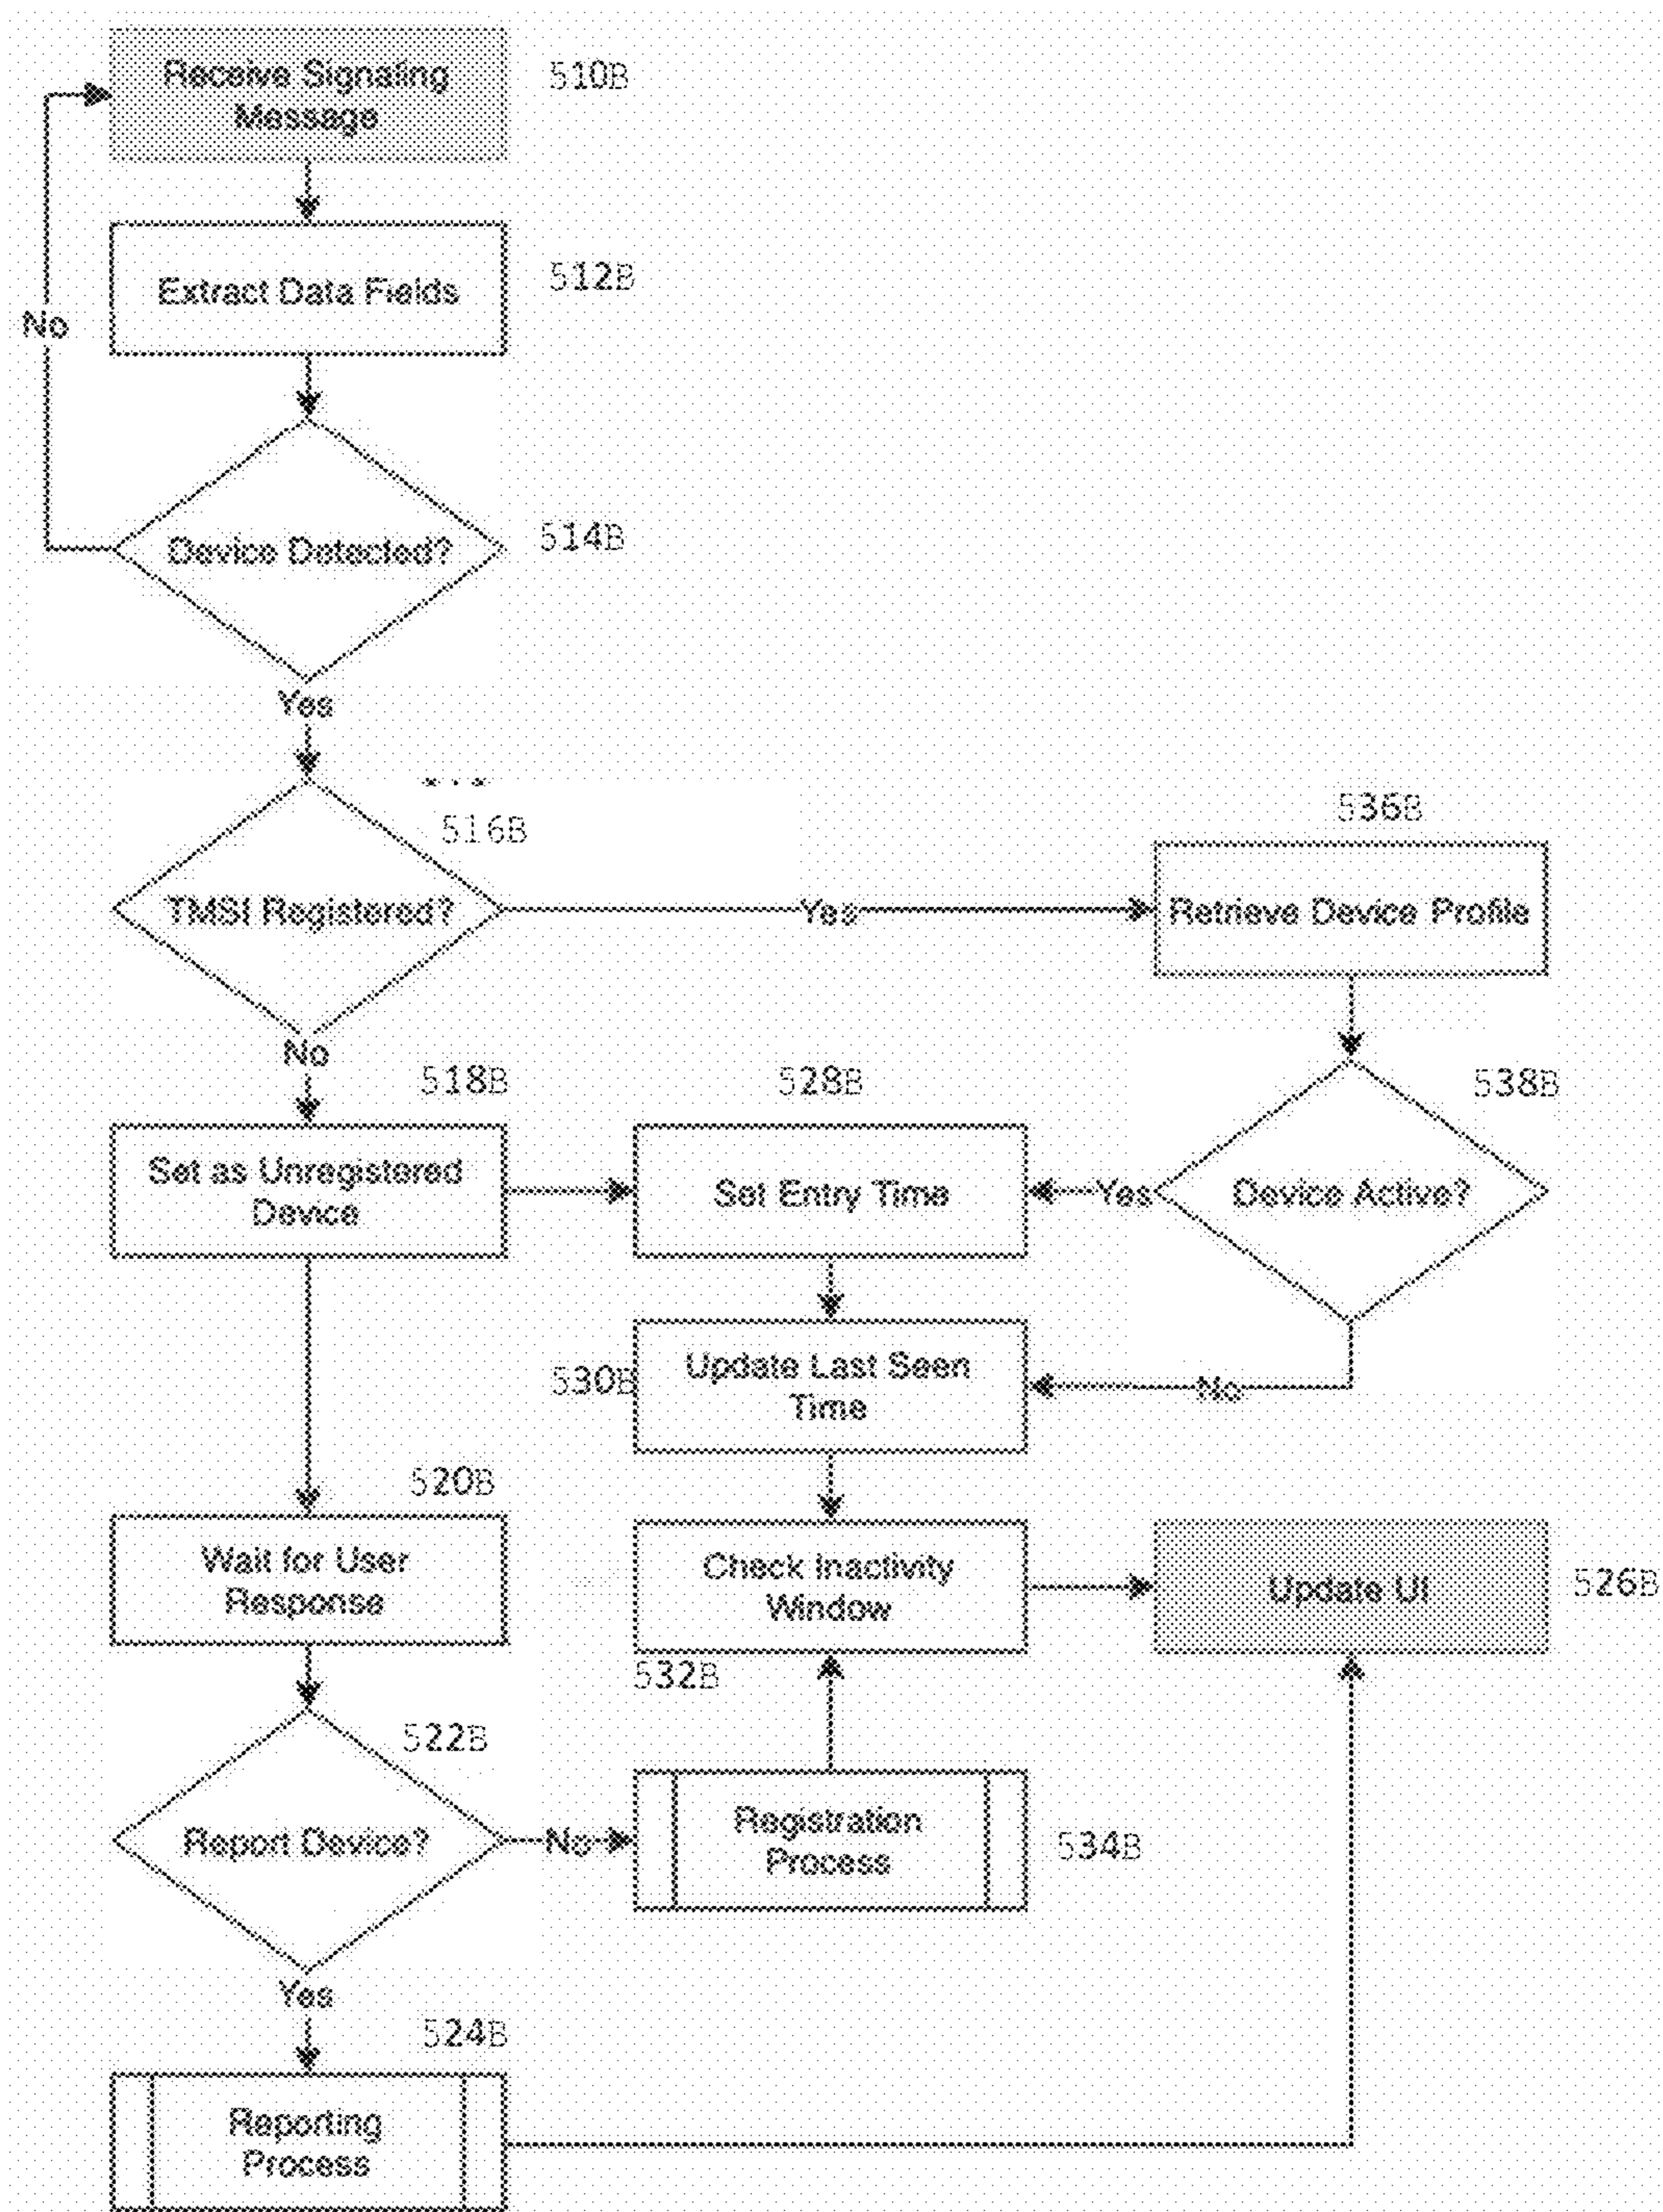 Receive Signaling
Message
510B
Extract Data Fields
512B
No
Device Detected?
514B
Yes
516B
TMSI Registered?
Yes
536B
Retrieve Device Profile
No
518B
528B
538B
Set as Unregistered
Device
Set Entry Time
Yes
Device Active?
530B
Update Last Seen
Time
No
520B
Wait for User
Response
Check Inactivity
Window
Update UI
526B
532B
522B
Report Device?
No
Registration
Process
534B
Yes
524B
Reporting
Process